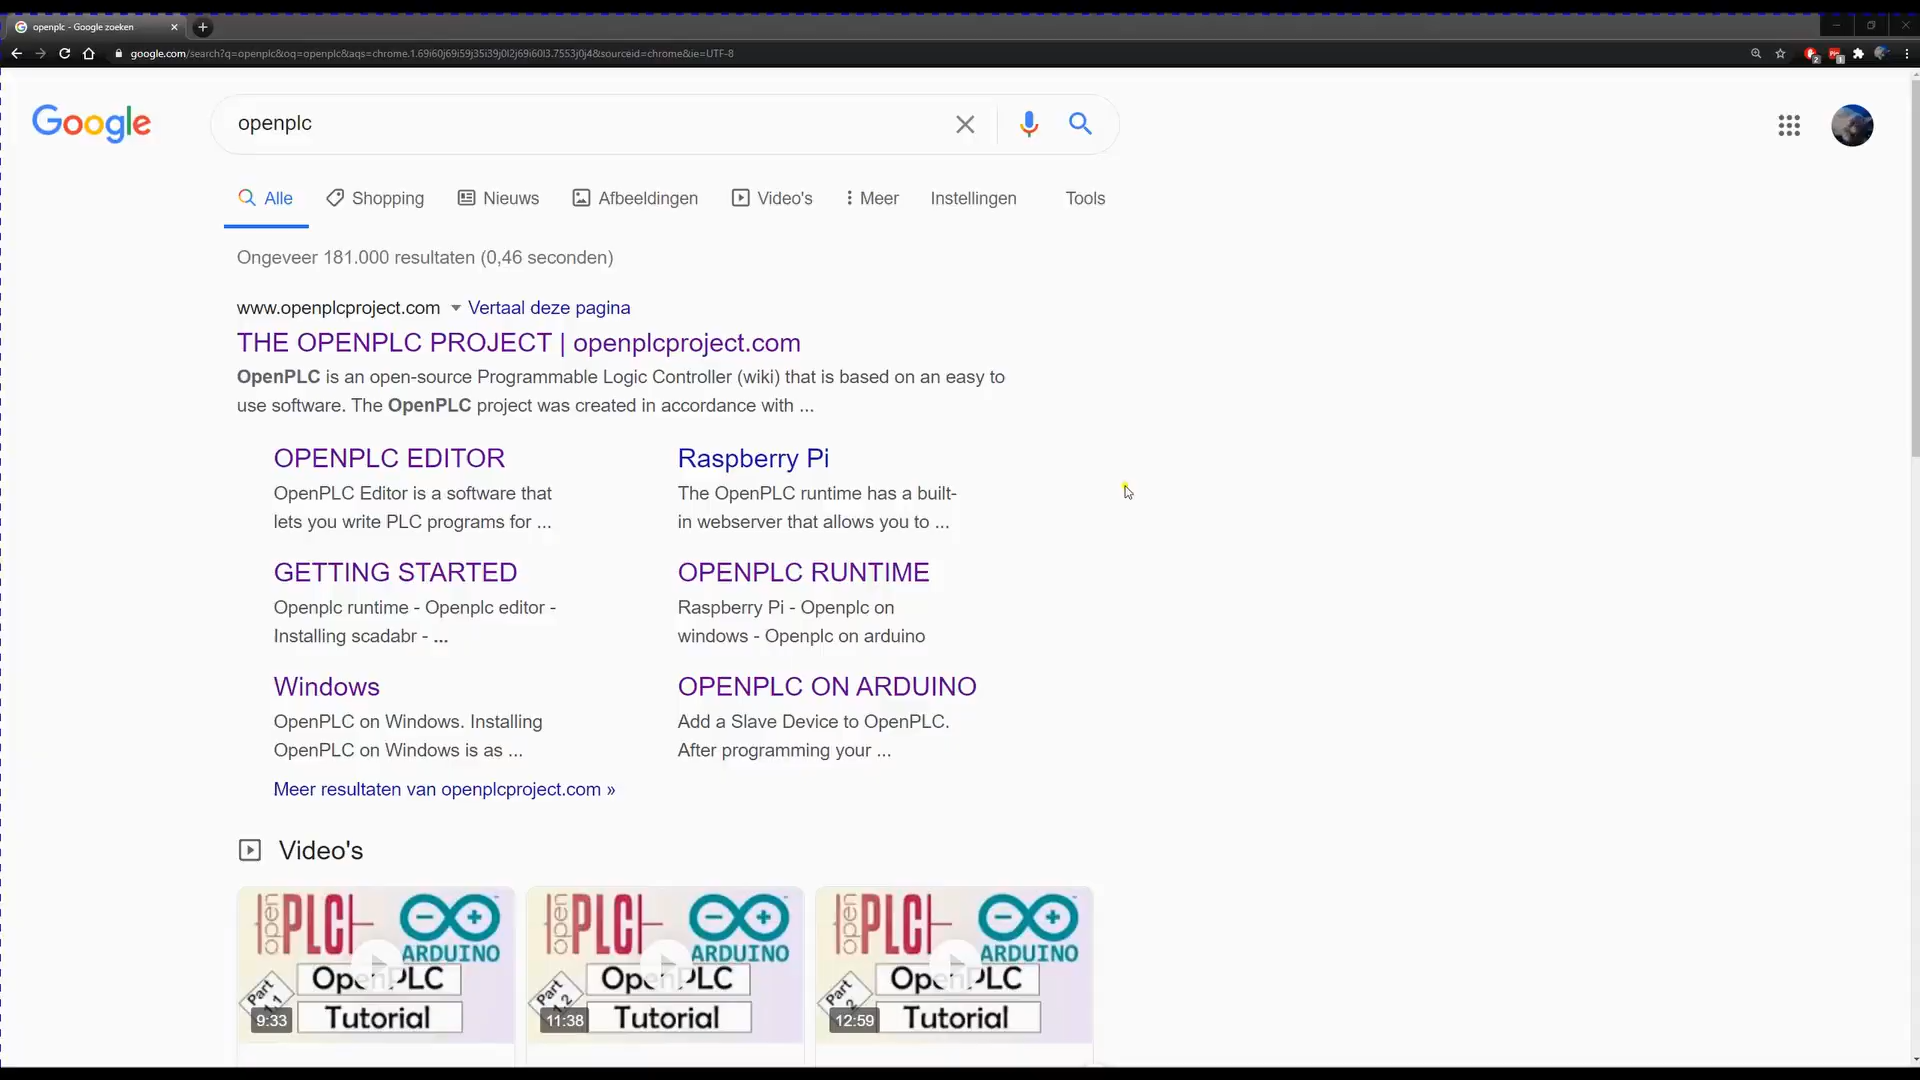 openplc - Google zoeken
google.com/search?q=openplc&oq=openplc&aqs=chrome.1.69i60j69i59j35i39j0l2j69i60l3.7553j0j4&sourceid=chrome&ie=UTF-8
Google
openplc
Alle
Shopping
Nieuws
Afbeeldingen
Video's
Meer
Instellingen
Tools
Ongeveer 181.000 resultaten (0,46 seconden)
www.openplcproject.com
Vertaal deze pagina
THE OPENPLC PROJECT | openplcproject.com
OpenPLC is an open-source Programmable Logic Controller (wiki) that is based on an easy to
use software. The OpenPLC project was created in accordance with ...
OPENPLC EDITOR
OpenPLC Editor is a software that
lets you write PLC programs for ...
Raspberry Pi
The OpenPLC runtime has a built-
in webserver that allows you to ...
GETTING STARTED
Openplc runtime - Openplc editor -
Installing scadabr - ...
OPENPLC RUNTIME
Raspberry Pi - Openplc on
windows - Openplc on arduino
Windows
OpenPLC on Windows. Installing
OpenPLC on Windows is as ...
OPENPLC ON ARDUINO
Add a Slave Device to OpenPLC.
After programming your ...
Meer resultaten van openplcproject.com »
Video's
open PLC
ARDUINO
OpenPLC
Tutorial
Part 1.1
9:33
open PLC
ARDUINO
OpenPLC
Tutorial
Part 1.2
11:38
open PLC
ARDUINO
OpenPLC
Tutorial
Part 2
12:59